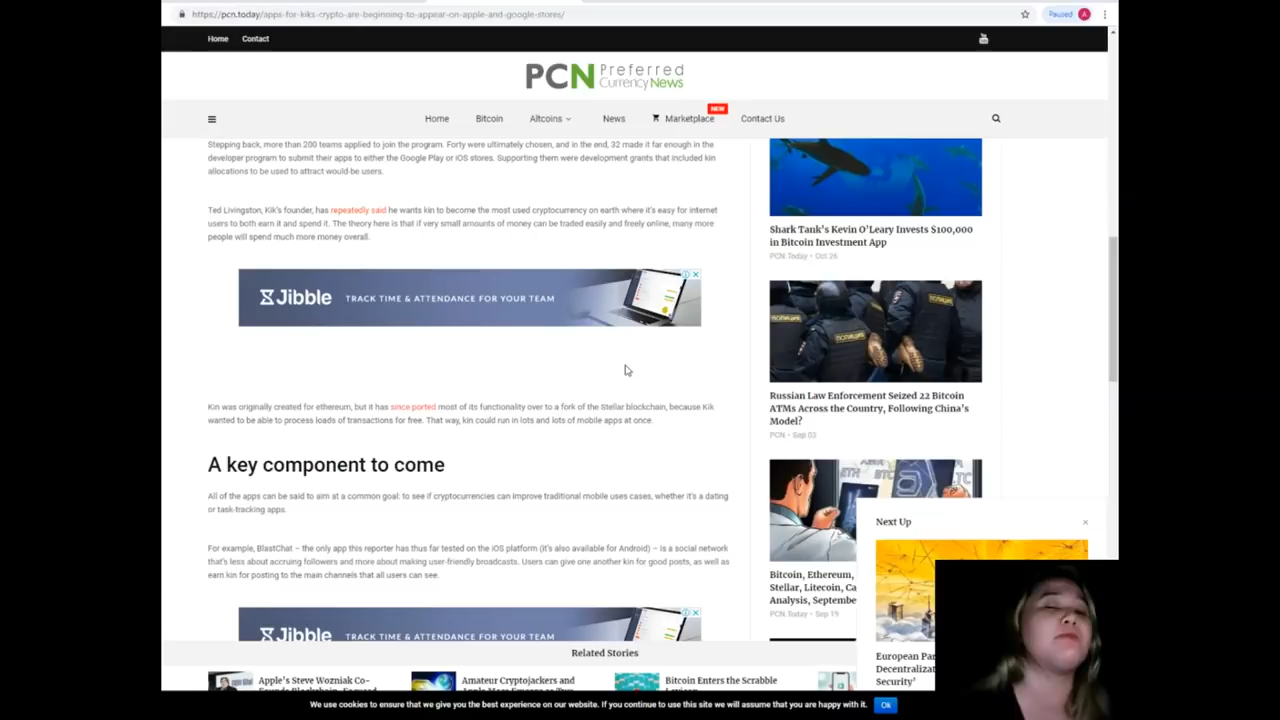 https://pcn.today/apps-for-kiks-crypto-are-beginning-to-appear-on-apple-and-google-stores/
Paused
A
Home
Contact
PCN Preferred
CurrencyNews
Home
Bitcoin
Altcoins
News
NEW
Marketplace
Contact Us
Stepping back, more than 200 teams applied to join the program. Forty were ultimately chosen, and in the end, 32 made it far enough in the
developer program to submit their apps to either the Google Play or iOS stores. Supporting them were development grants that included kin
allocations to be used to attract would-be users.
Ted Livingston, Kik's founder, has repeatedly said he wants kin to become the most used cryptocurrency on earth where it's easy for internet
users to both earn it and spend it. The theory here is that if very small amounts of money can be traded easily and freely online, many more
people will spend much more money overall.
Jibble TRACK TIME & ATTENDANCE FOR YOUR TEAM
Kin was originally created for ethereum, but it has since ported most of its functionality over to a fork of the Stellar blockchain, because Kik
wanted to be able to process loads of transactions for free. That way, kin could run in lots and lots of mobile apps at once.
A key component to come
All of the apps can be said to aim at a common goal: to see if cryptocurrencies can improve traditional mobile uses cases, whether it's a dating
or task-tracking apps.
For example, BlastChat – the only app this reporter has thus far tested on the iOS platform (it's also available for Android) – is a social network
that's less about accruing followers and more about making user-friendly broadcasts. Users can give one another kin for good posts, as well as
earn kin for posting to the main channels that all users can see.
Jibble TRACK TIME & ATTENDANCE FOR YOUR TEAM
Shark Tank's Kevin O'Leary Invests $100,000
in Bitcoin Investment App
PCN.Today - Oct 26
ПОЛИЦИЯ
ПОЛИЦИЯ
ПОЛИЦИЯ
Russian Law Enforcement Seized 22 Bitcoin
ATMs Across the Country, Following China's
Model?
PCN - Sep 03
ETH
BTC
LTC
Bitcoin, Ethereum,
Stellar, Litecoin, Ca
Analysis, Septembe
PCN.Today - Sep 19
Next Up
×
European Par
Decentralizat
Security'
Related Stories
Apple's Steve Wozniak Co-
Amateur Cryptojackers and
Bitcoin Enters the Scrabble
We use cookies to ensure that we give you the best experience on our website. If you continue to use this site we will assume that you are happy with it.
Ok